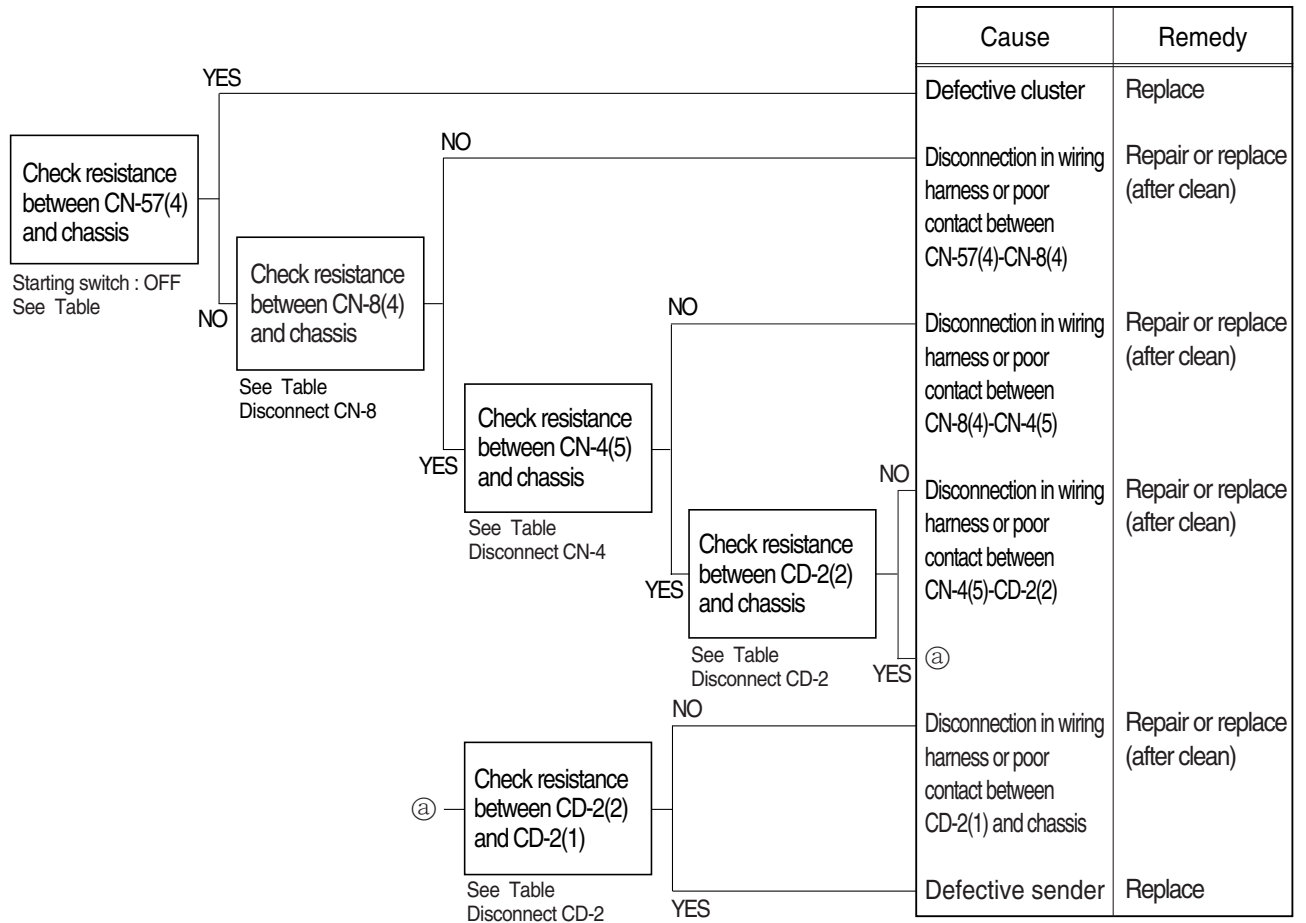 Cause
Remedy
YES
Defective cluster
Replace
Check resistance
between CN-57(4)
and chassis
Starting switch : OFF
See Table
NO
Disconnection in wiring
harness or poor
contact between
CN-57(4)-CN-8(4)
Repair or replace
(after clean)
NO
Check resistance
between CN-8(4)
and chassis
See Table
Disconnect CN-8
NO
Disconnection in wiring
harness or poor
contact between
CN-8(4)-CN-4(5)
Repair or replace
(after clean)
YES
Check resistance
between CN-4(5)
and chassis
See Table
Disconnect CN-4
NO
Disconnection in wiring
harness or poor
contact between
CN-4(5)-CD-2(2)
Repair or replace
(after clean)
YES
Check resistance
between CD-2(2)
and chassis
See Table
Disconnect CD-2
YES
ⓐ
NO
Disconnection in wiring
harness or poor
contact between
CD-2(1) and chassis
Repair or replace
(after clean)
ⓐ
Check resistance
between CD-2(2)
and CD-2(1)
See Table
Disconnect CD-2
YES
Defective sender
Replace